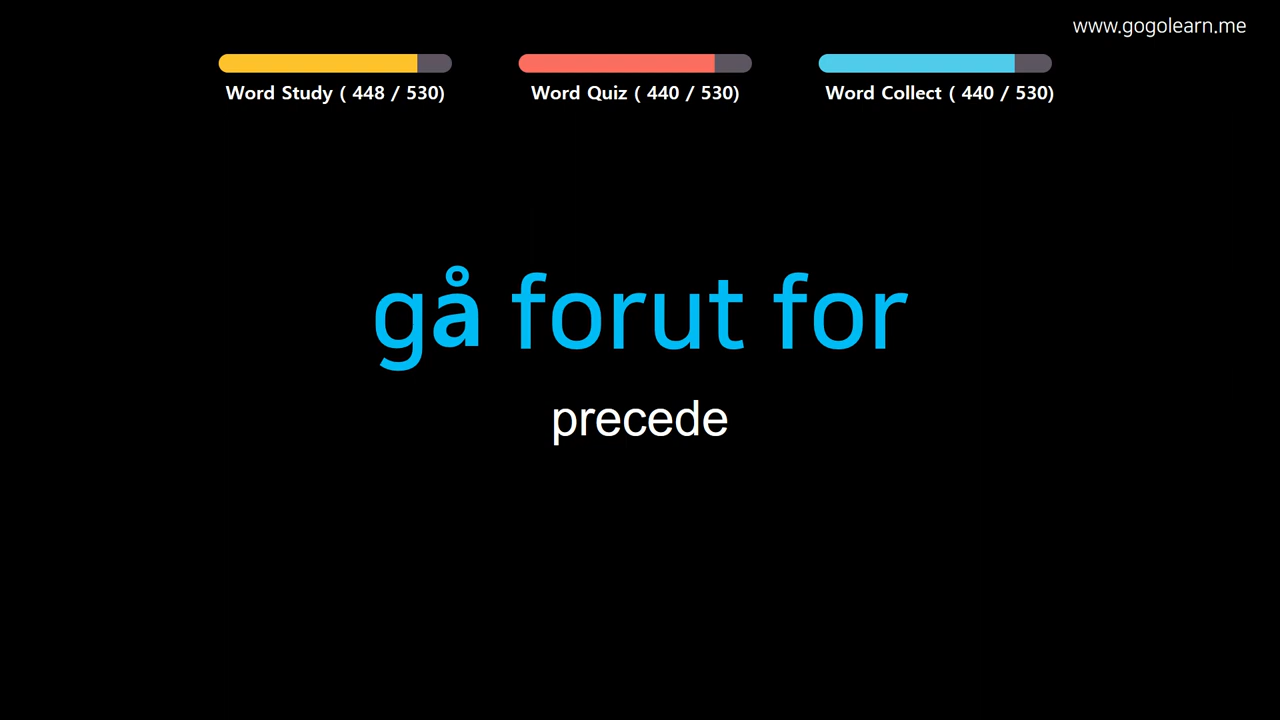 www.gogolearn.me
Word Study ( 448 / 530)
Word Quiz ( 440 / 530)
Word Collect ( 440 / 530)
gå forut for
precede